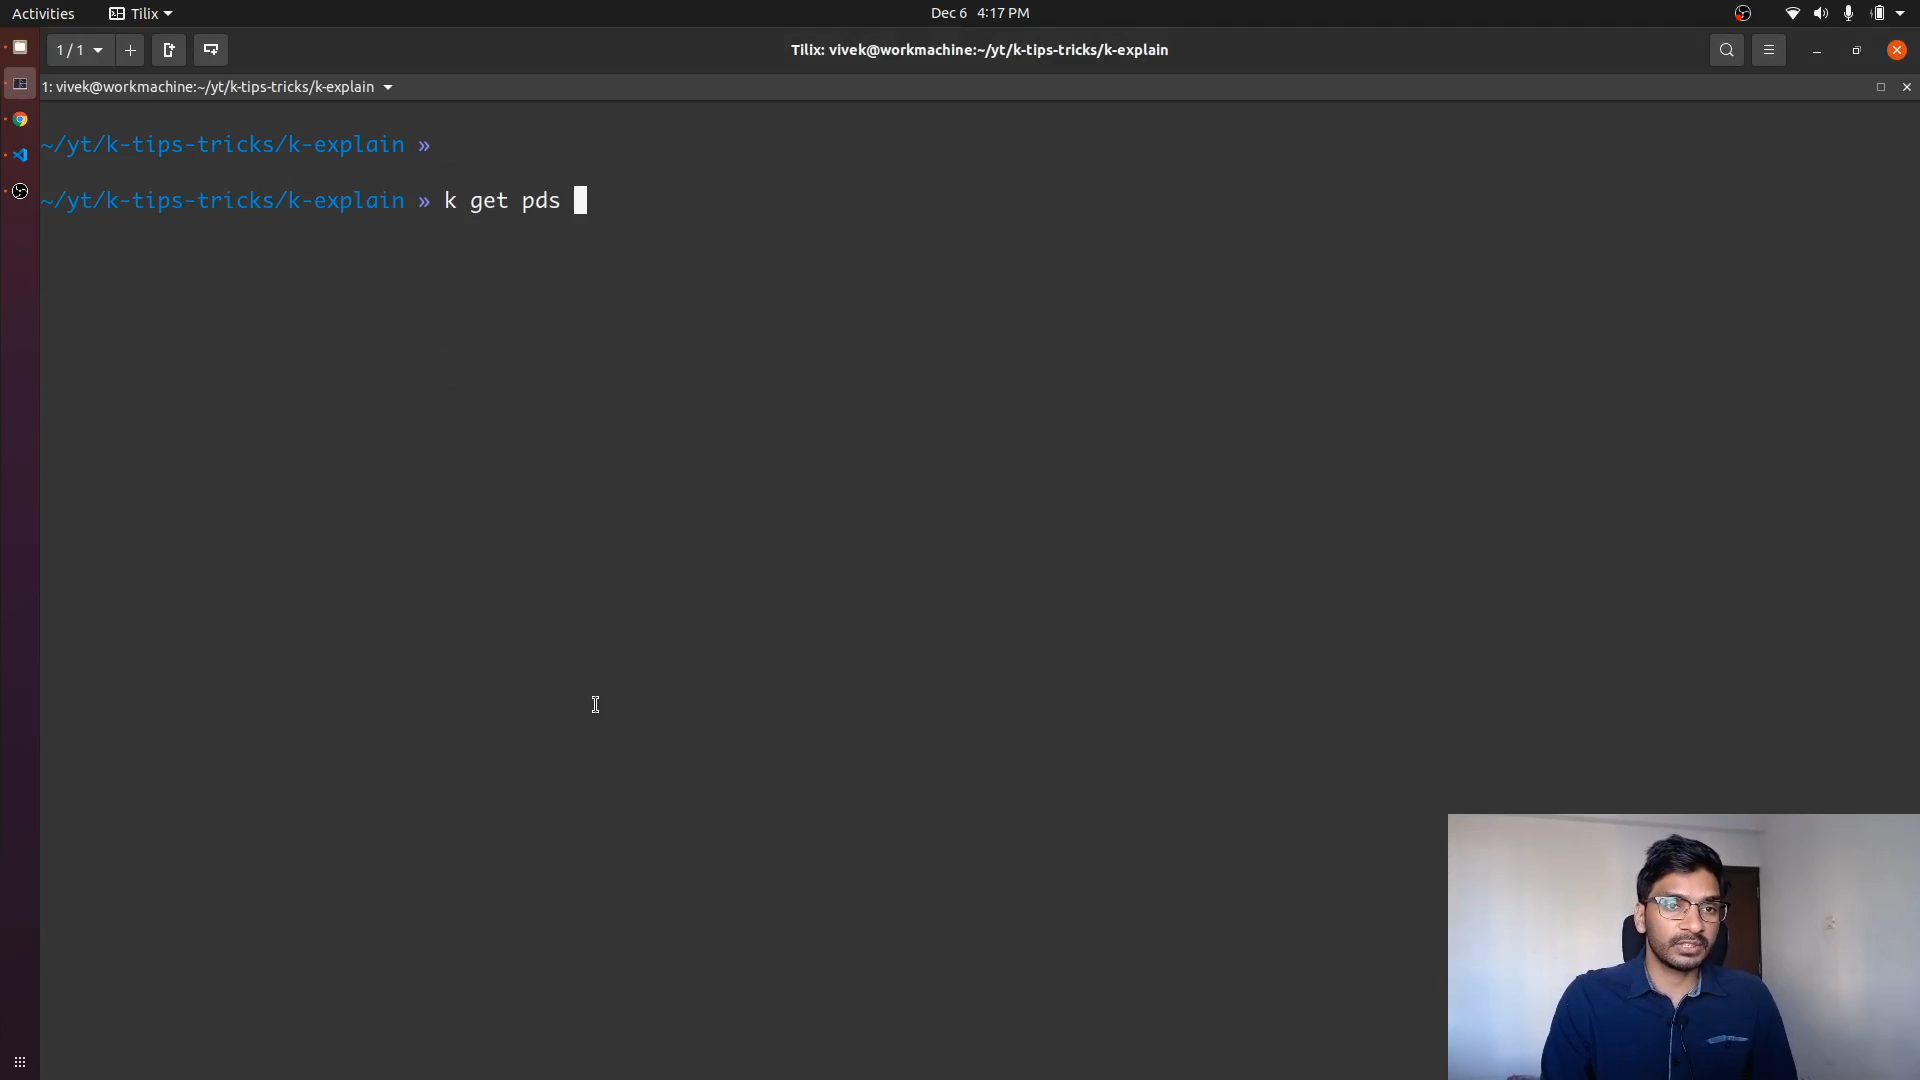 Activities Tilix Dec 6 4:17 PM
1 / 1 Tilix: vivek@workmachine:~/yt/k-tips-tricks/k-explain
1: vivek@workmachine:~/yt/k-tips-tricks/k-explain
~/yt/k-tips-tricks/k-explain »
~/yt/k-tips-tricks/k-explain » k get pds